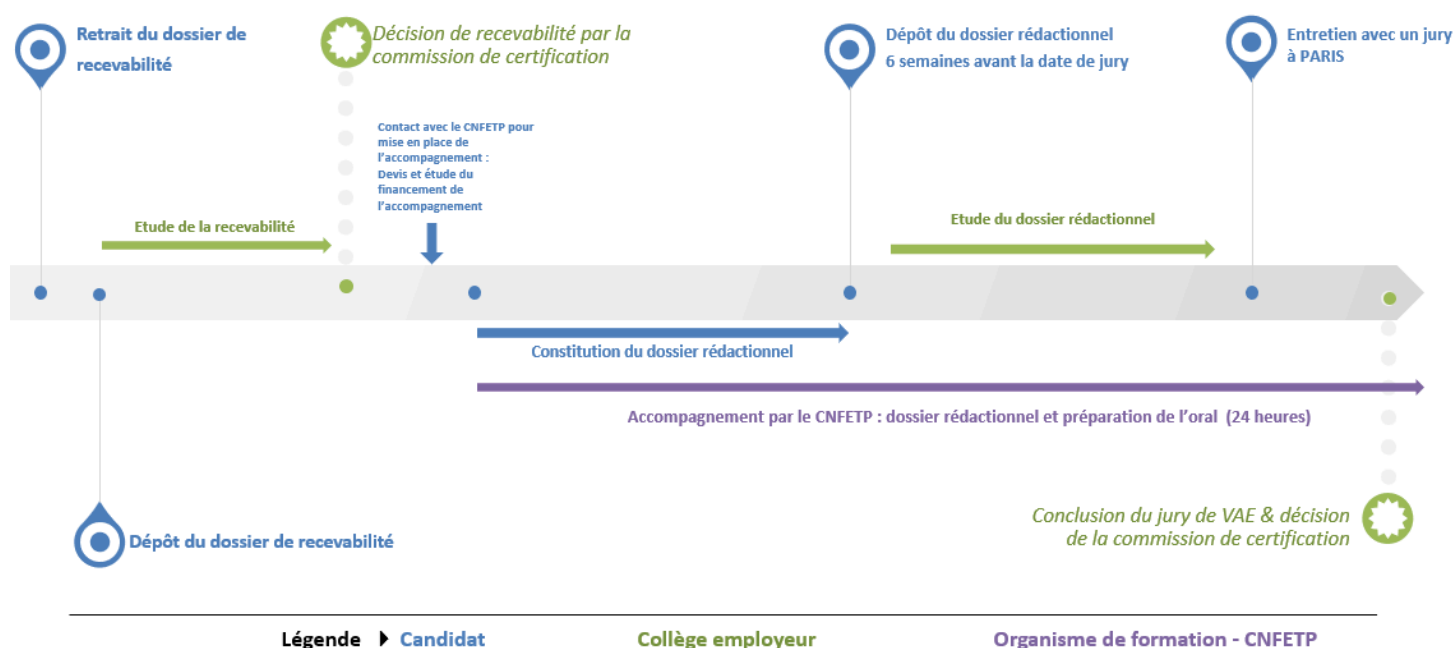 Retrait du dossier de
recevabilité
Décision de recevabilité par la
commission de certification
Dépôt du dossier rédactionnel
6 semaines avant la date de jury
Entretien avec un jury
à PARIS
Contact avec le CNFETP pour
mise en place de
l'accompagnement :
Devis et étude du
financement de
l'accompagnement
Etude de la recevabilité
Etude du dossier rédactionnel
Constitution du dossier rédactionnel
Accompagnement par le CNFETP : dossier rédactionnel et préparation de l'oral (24 heures)
Dépôt du dossier de recevabilité
Conclusion du jury de VAE & décision
de la commission de certification
Légende Candidat Collège employeur Organisme de formation - CNFETP